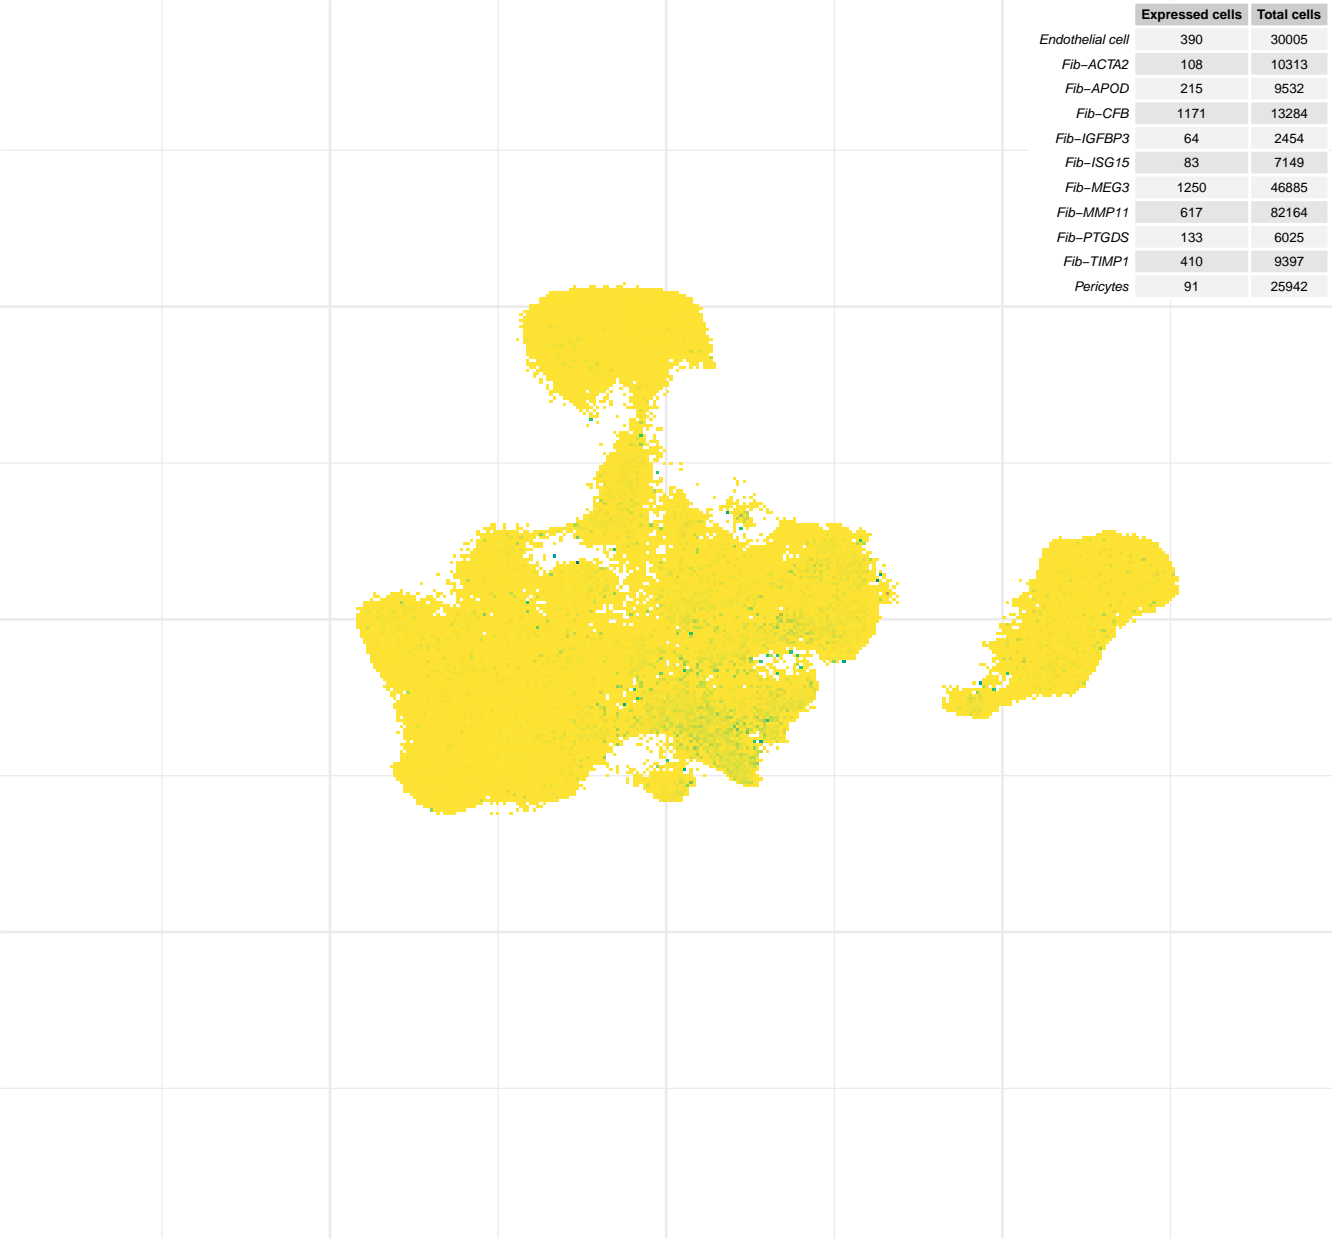 Expressed cells Total cells
Endothelial cell 390 30005
Fib−ACTA2 108 10313
Fib−APOD 215 9532
Fib−CFB 1171 13284
Fib−IGFBP3 64 2454
Fib−ISG15 83 7149
Fib−MEG3 1250 46885
Fib−MMP11 617 82164
Fib−PTGDS 133 6025
Fib−TIMP1 410 9397
Pericytes 91 25942